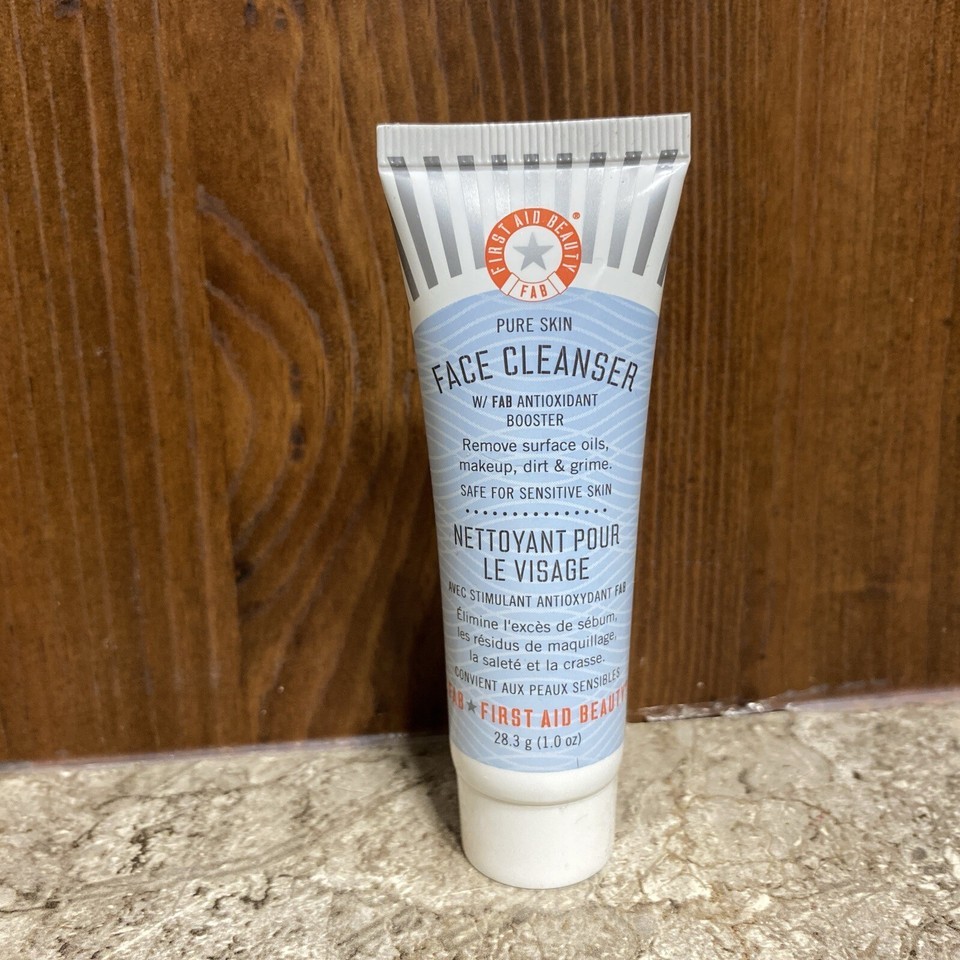 FIRST AID BEAUTY®
FAB
PURE SKIN
FACE CLEANSER
W/ FAB ANTIOXIDANT
BOOSTER
Remove surface oils,
makeup, dirt & grime.
SAFE FOR SENSITIVE SKIN
NETTOYANT POUR
LE VISAGE
AVEC STIMULANT ANTIOXYDANT FAB
Élimine l'excès de sébum,
les résidus de maquillage,
la saleté et la crasse.
CONVIENT AUX PEAUX SENSIBLES.
FAB ★ FIRST AID BEAUTY
28.3 g (1.0 oz)